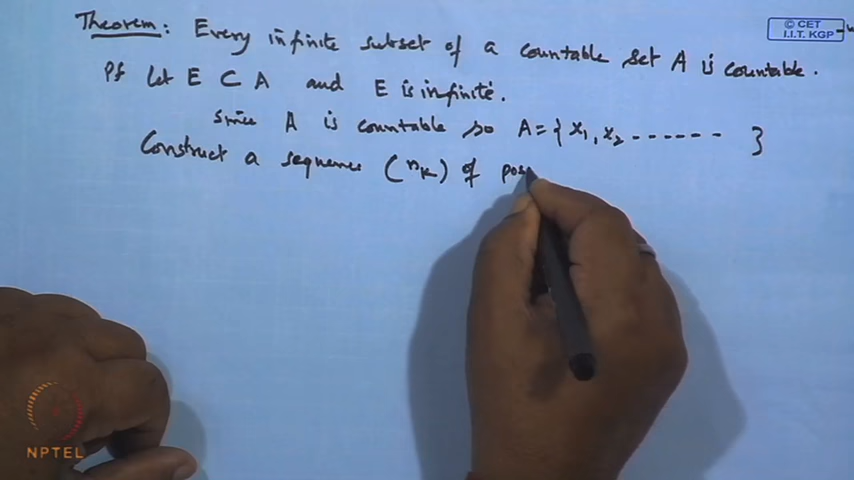 Theorem: Every infinite subset of a countable set A is countable.
© CET
I.I.T. KGP
Pf Let E ⊂ A and E is infinite.
Since A is countable so A = { x₁, x₂ ------- }
Construct a sequence (nₖ) of pos
NPTEL